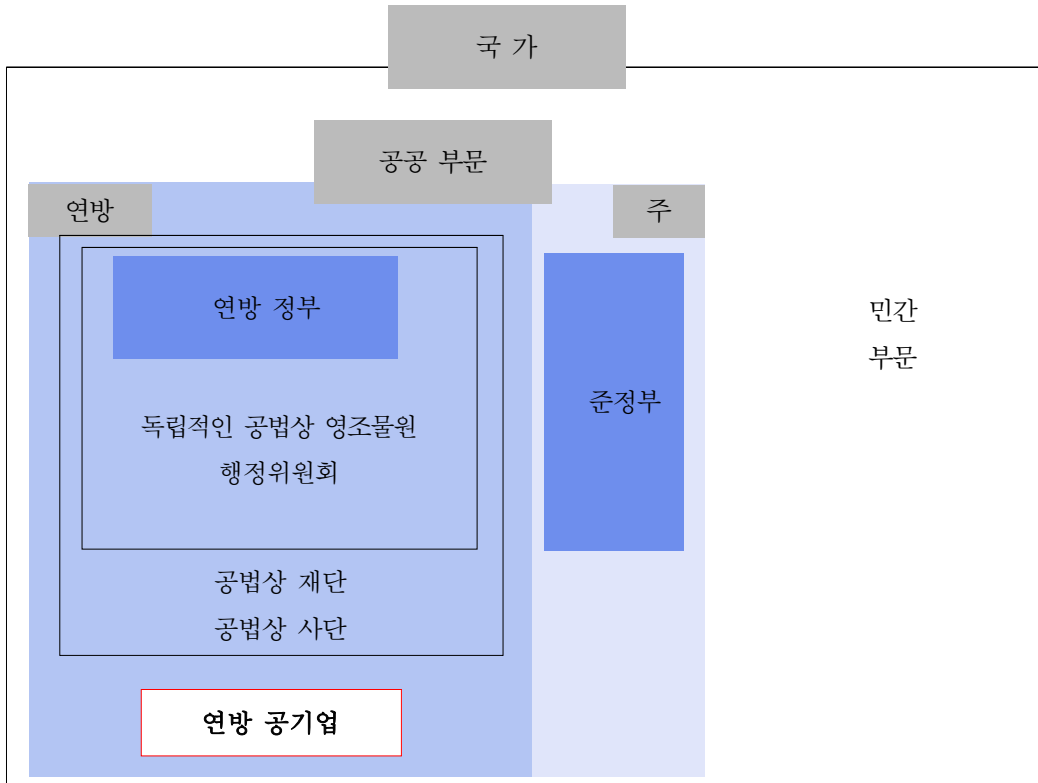 국 가
공공 부문
연방
주
연방 정부
독립적인 공법상 영조물원
행정위원회
공법상 재단
공법상 사단
연방 공기업
준정부
민간
부문